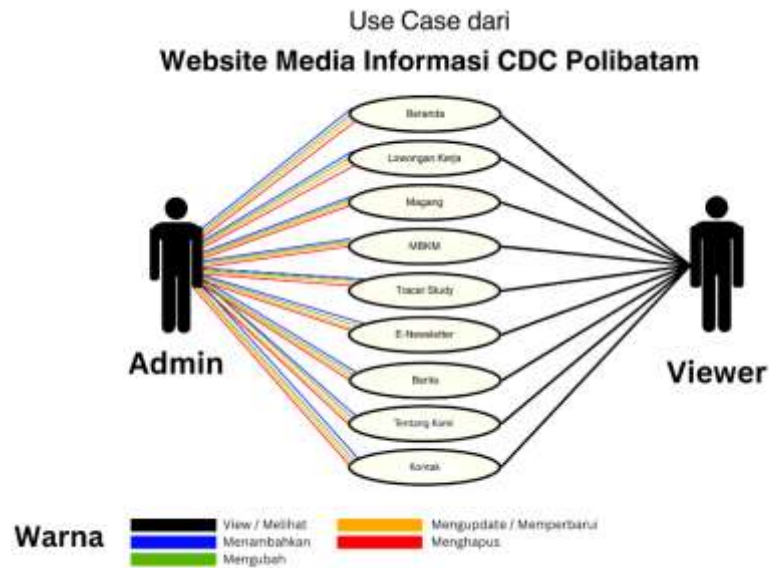 Use Case dari
Website Media Informasi CDC Polibatam
Beranda
Lowongan Kerja
Magang
MBKM
Tracer Study
E-Newsletter
Berita
Tentang Kami
Kontak
Admin
Viewer
Warna
View / Melihat
Menambahkan
Mengubah
Mengupdate / Memperbarui
Menghapus